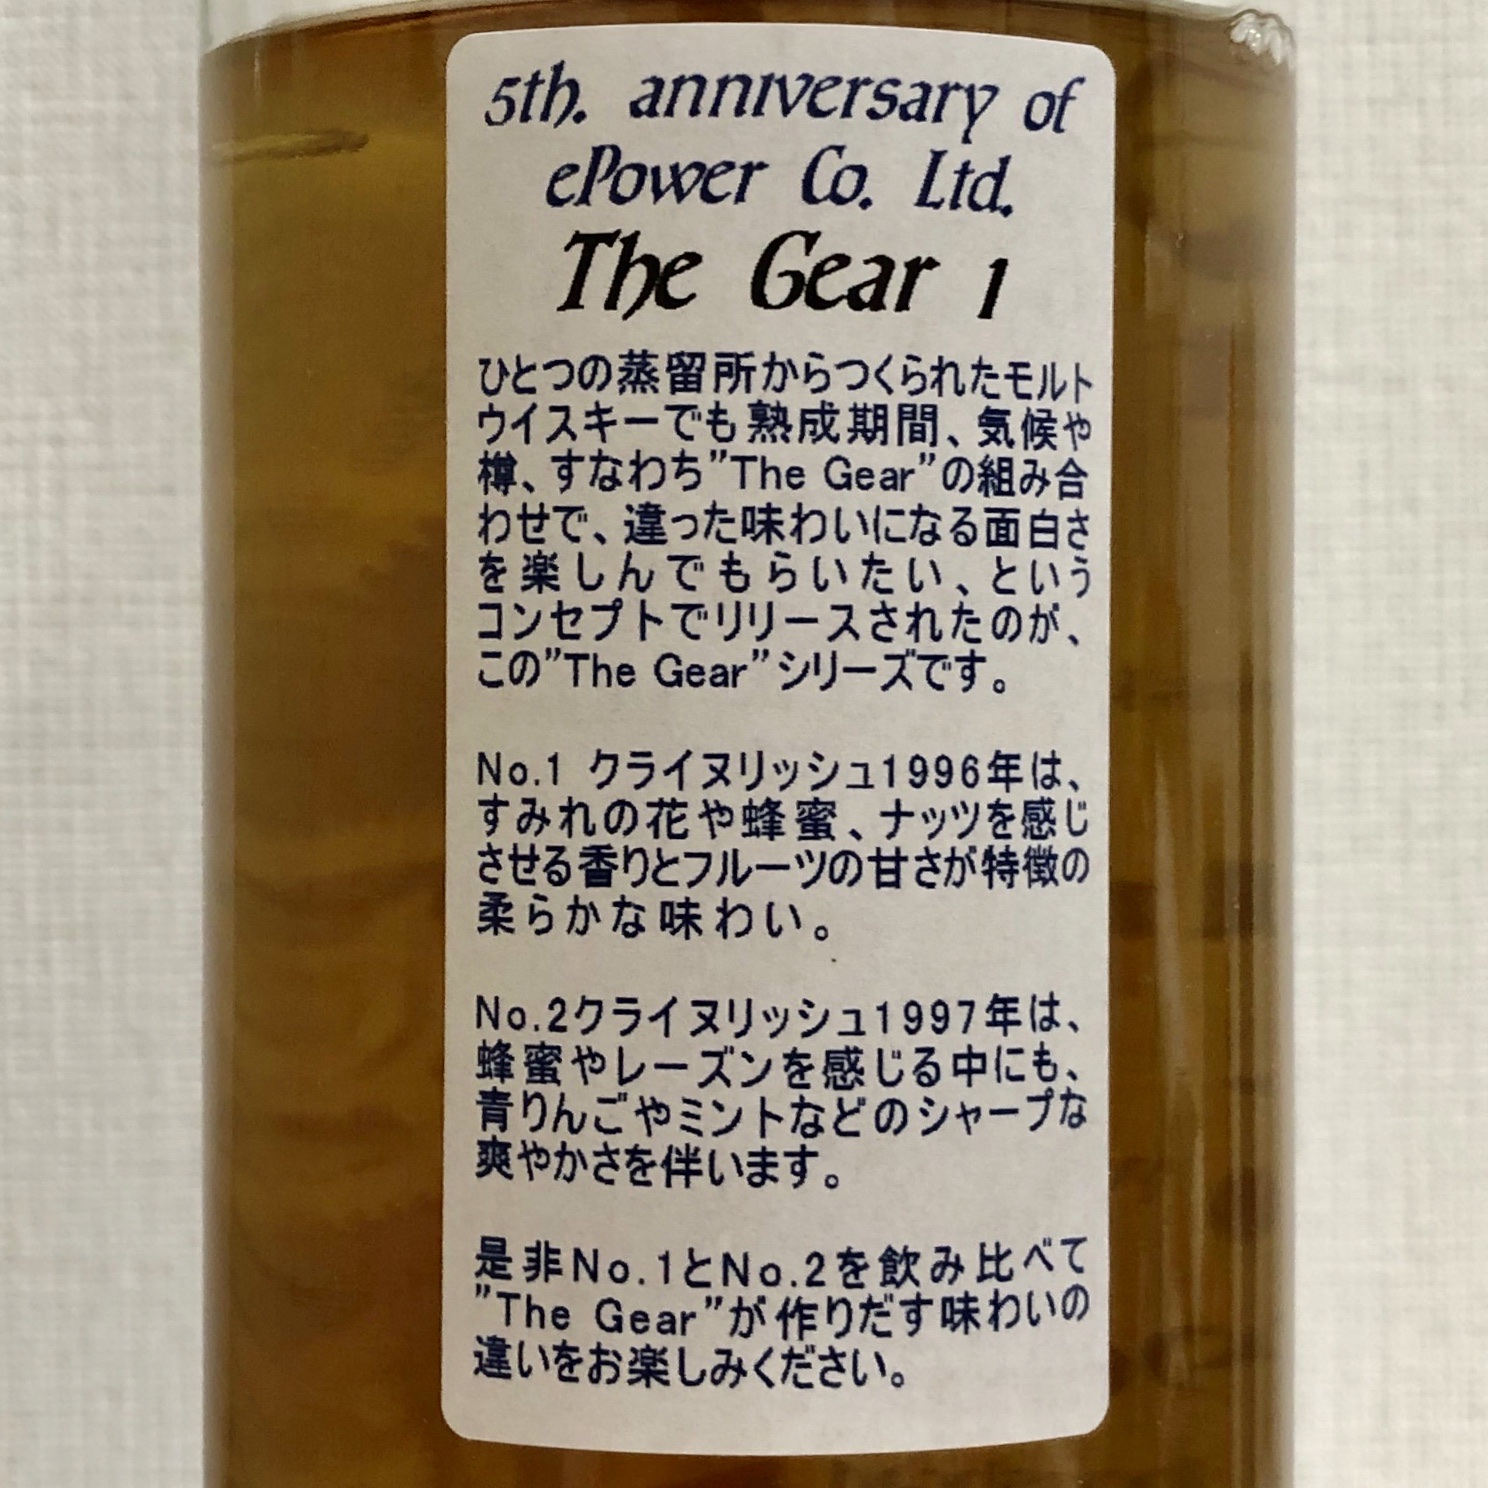 5th. anniversary of
ePower Co. Ltd.
The Gear 1
ひとつの蒸留所からつくられたモルト
ウイスキーでも熟成期間、気候や
樽、すなわち”The Gear”の組み合
わせで、違った味わいになる面白さ
を楽しんでもらいたい、という
コンセプトでリリースされたのが、
この”The Gear”シリーズです。
No.1 クライヌリッシュ1996年は、
すみれの花や蜂蜜、ナッツを感じ
させる香りとフルーツの甘さが特徴の
柔らかな味わい。
No.2クライヌリッシュ1997年は、
蜂蜜やレーズンを感じる中にも、
青りんごやミントなどのシャープな
爽やかさを伴います。
是非No.1とNo.2を飲み比べて
”The Gear”が作りだす味わいの
違いをお楽しみください。